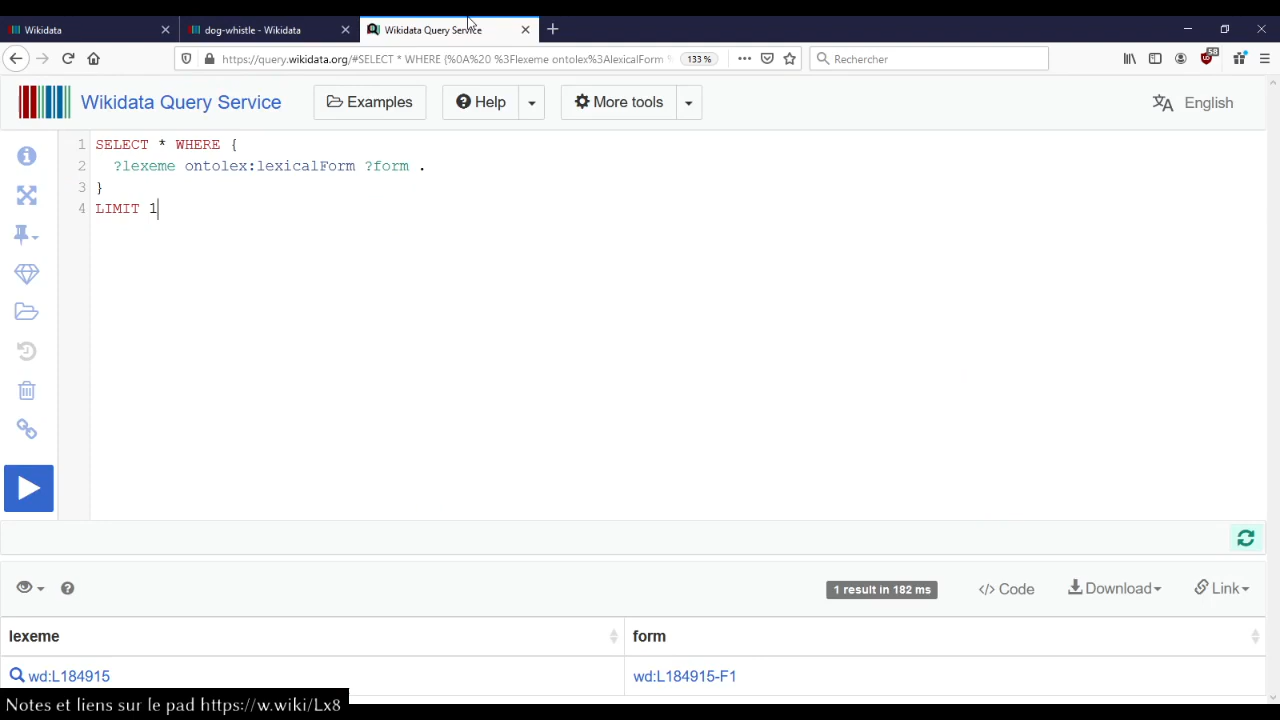 Wikidata
dog-whistle - Wikidata
Wikidata Query Service
https://query.wikidata.org/#SELECT * WHERE {%0A%20 %3Flexeme ontolex%3AlexicalForm %
133 %
Rechercher
58
Wikidata Query Service
Examples
Help
More tools
English
1 SELECT * WHERE {
2 ?lexeme ontolex:lexicalForm ?form .
3 }
4 LIMIT 1
1 result in 182 ms
</> Code
Download
Link
lexeme form
wd:L184915 wd:L184915-F1
Notes et liens sur le pad https://w.wiki/Lx8